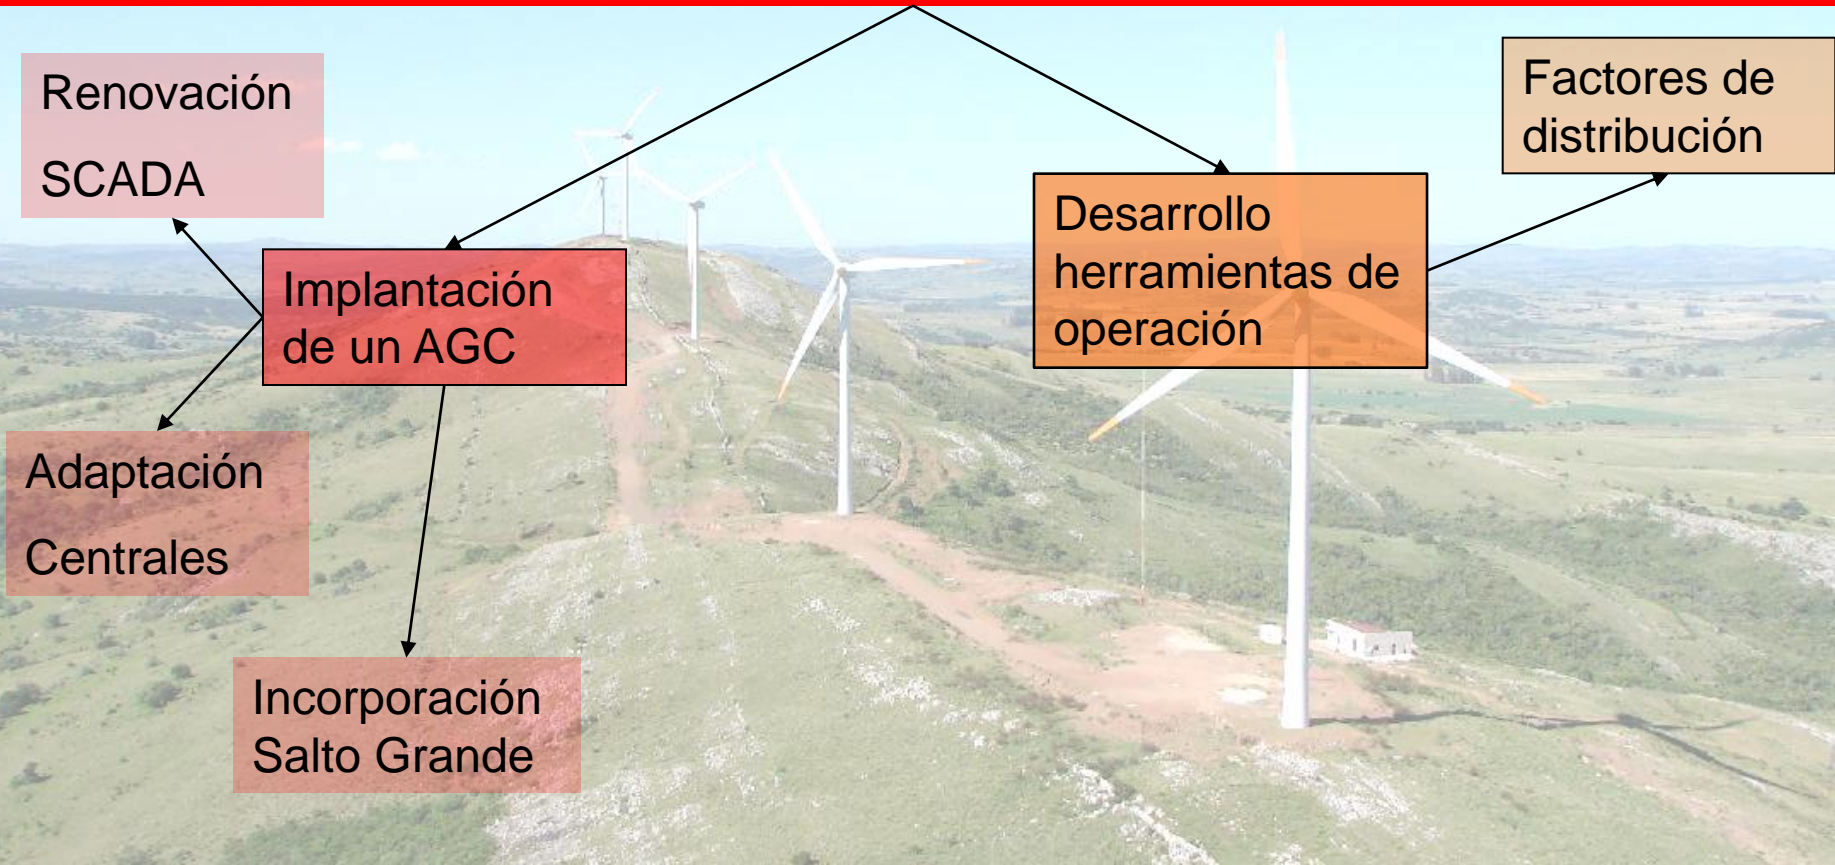 Renovación
SCADA
Factores de
distribución
Desarrollo
herramientas de
operación
Implantación
de un AGC
Adaptación
Centrales
Incorporación
Salto Grande